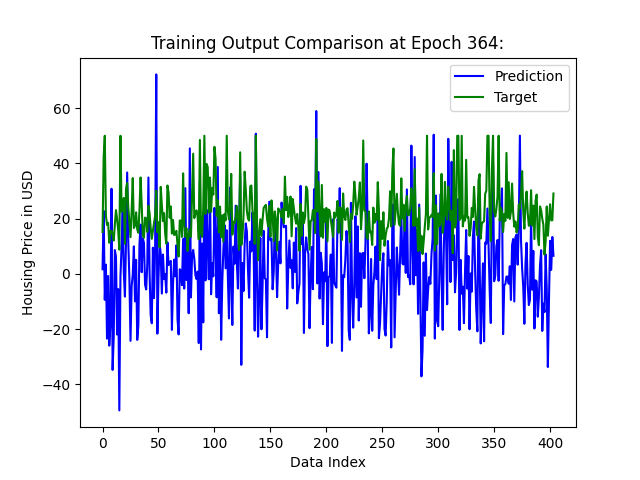 Training Output Comparison at Epoch 364:
Prediction
Target
Housing Price in USD
60
40
20
0
−20
−40
0 50 100 150 200 250 300 350 400
Data Index